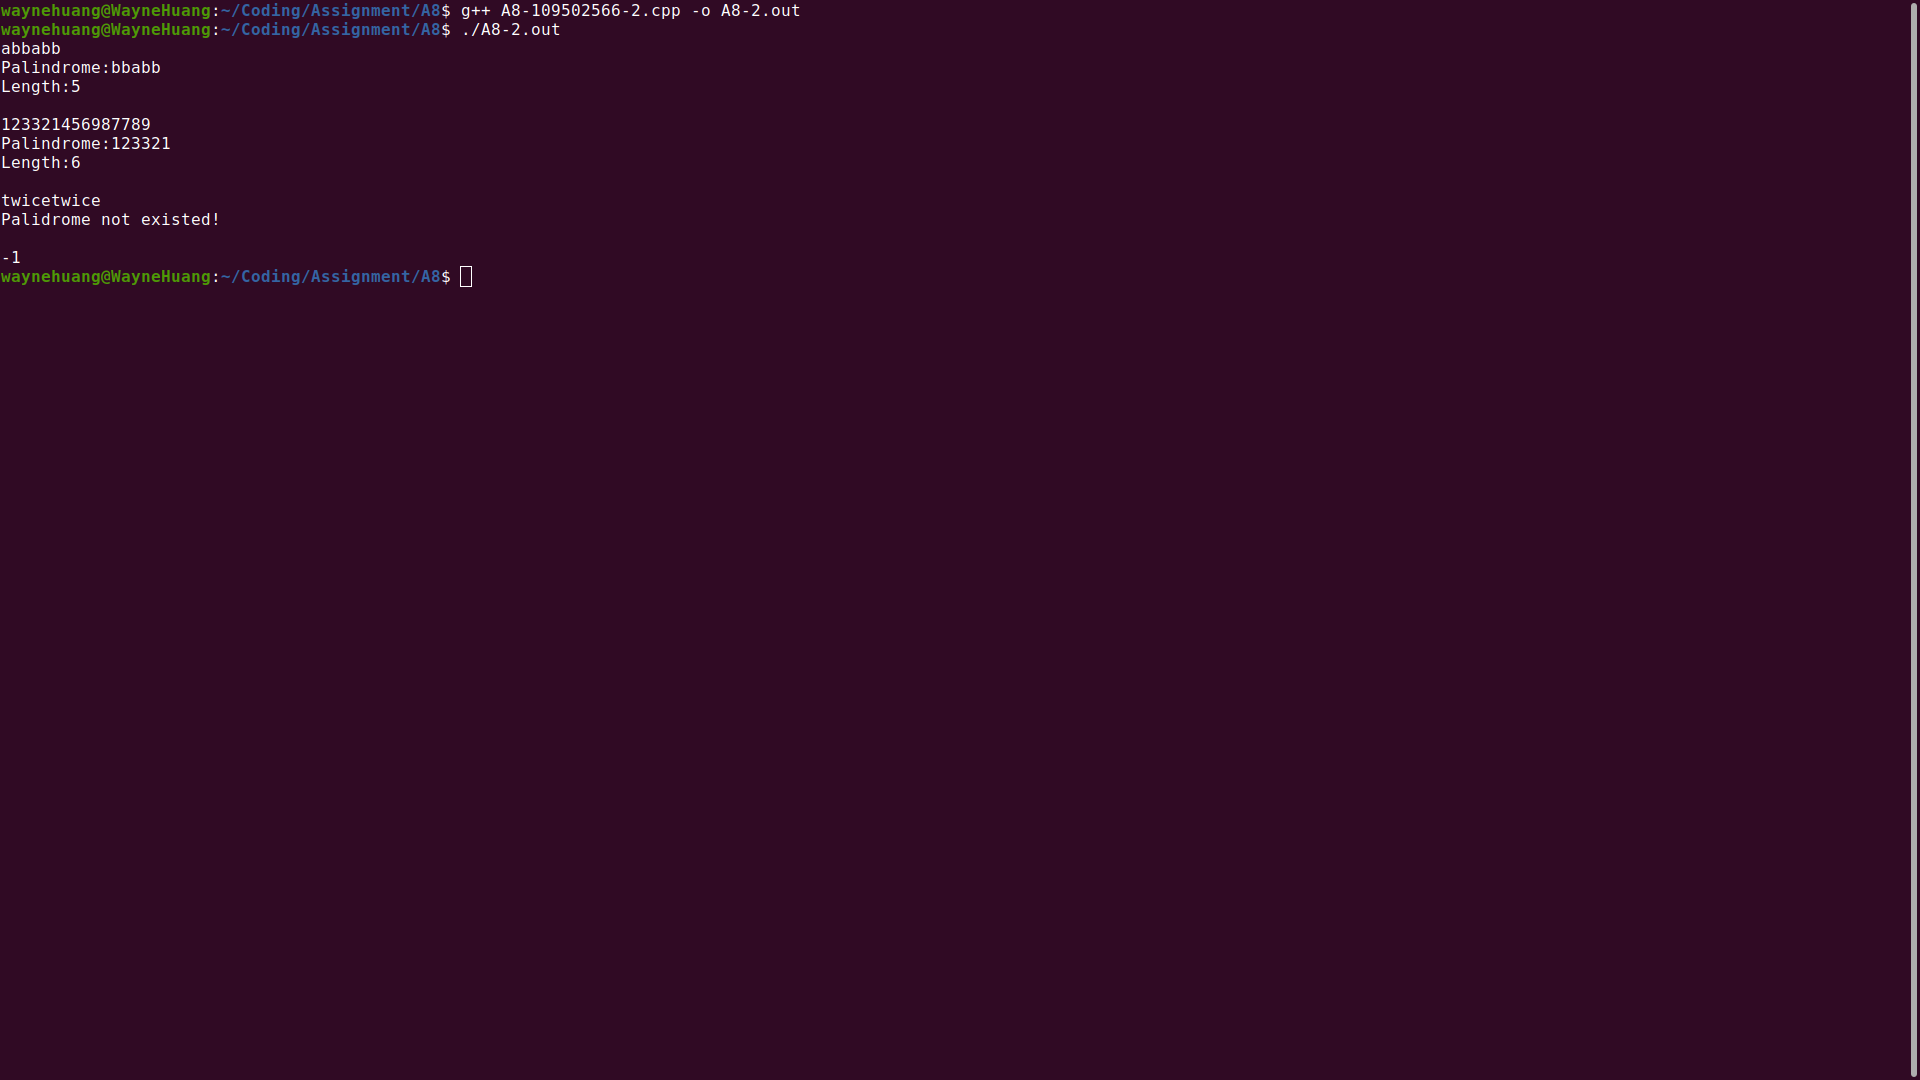 waynehuang@WayneHuang:~/Coding/Assignment/A8$ g++ A8-109502566-2.cpp -o A8-2.out
waynehuang@WayneHuang:~/Coding/Assignment/A8$ ./A8-2.out
abbabb
Palindrome:bbabb
Length:5
123321456987789
Palindrome:123321
Length:6
twicetwice
Palidrome not existed!
-1
waynehuang@WayneHuang:~/Coding/Assignment/A8$